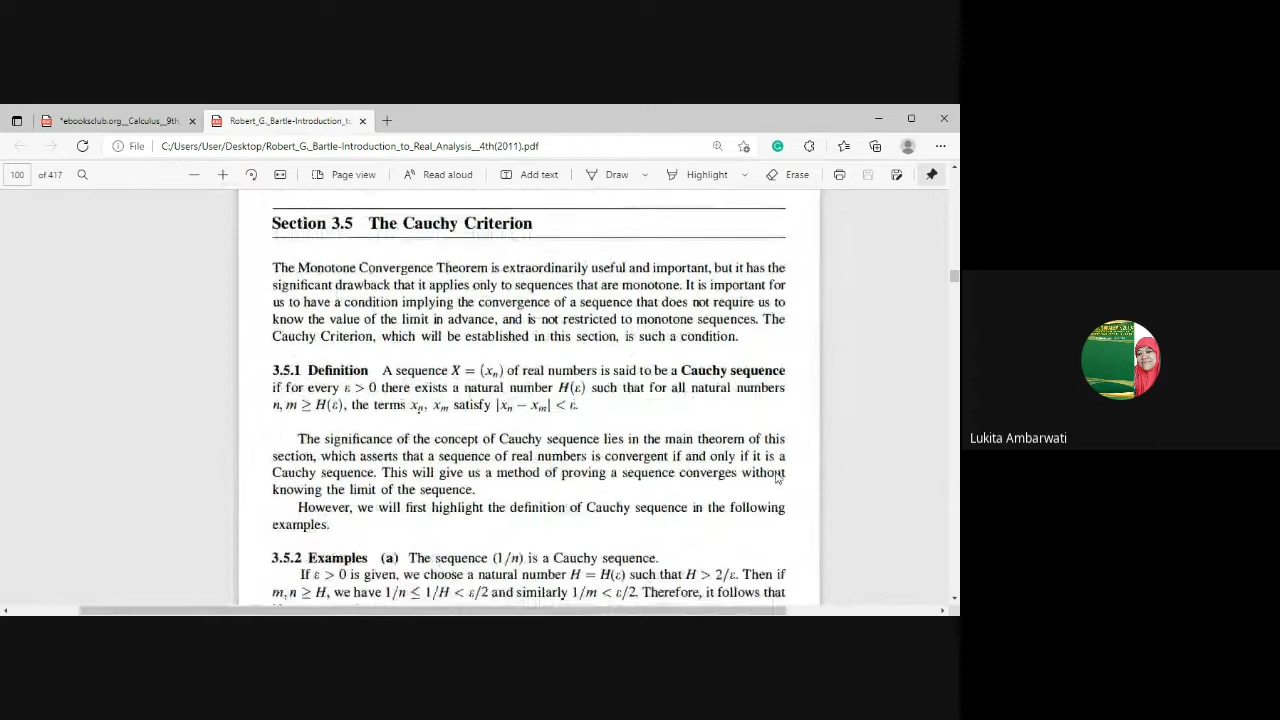 *ebooksclub.org__Calculus__9th
Robert_G._Bartle-Introduction_to
File
C:/Users/User/Desktop/Robert_G._Bartle-Introduction_to_Real_Analysis__4th(2011).pdf
100 of 417
Page view
Read aloud
Add text
Draw
Highlight
Erase
Section 3.5 The Cauchy Criterion
The Monotone Convergence Theorem is extraordinarily useful and important, but it has the
significant drawback that it applies only to sequences that are monotone. It is important for
us to have a condition implying the convergence of a sequence that does not require us to
know the value of the limit in advance, and is not restricted to monotone sequences. The
Cauchy Criterion, which will be established in this section, is such a condition.
3.5.1 Definition A sequence X = (xₙ) of real numbers is said to be a Cauchy sequence
if for every ε > 0 there exists a natural number H(ε) such that for all natural numbers
n, m ≥ H(ε), the terms xₙ, xₘ satisfy |xₙ − xₘ| < ε.
The significance of the concept of Cauchy sequence lies in the main theorem of this
section, which asserts that a sequence of real numbers is convergent if and only if it is a
Cauchy sequence. This will give us a method of proving a sequence converges without
knowing the limit of the sequence.
However, we will first highlight the definition of Cauchy sequence in the following
examples.
3.5.2 Examples (a) The sequence (1/n) is a Cauchy sequence.
If ε > 0 is given, we choose a natural number H = H(ε) such that H > 2/ε. Then if
m, n ≥ H, we have 1/n ≤ 1/H < ε/2 and similarly 1/m < ε/2. Therefore, it follows that
Lukita Ambarwati